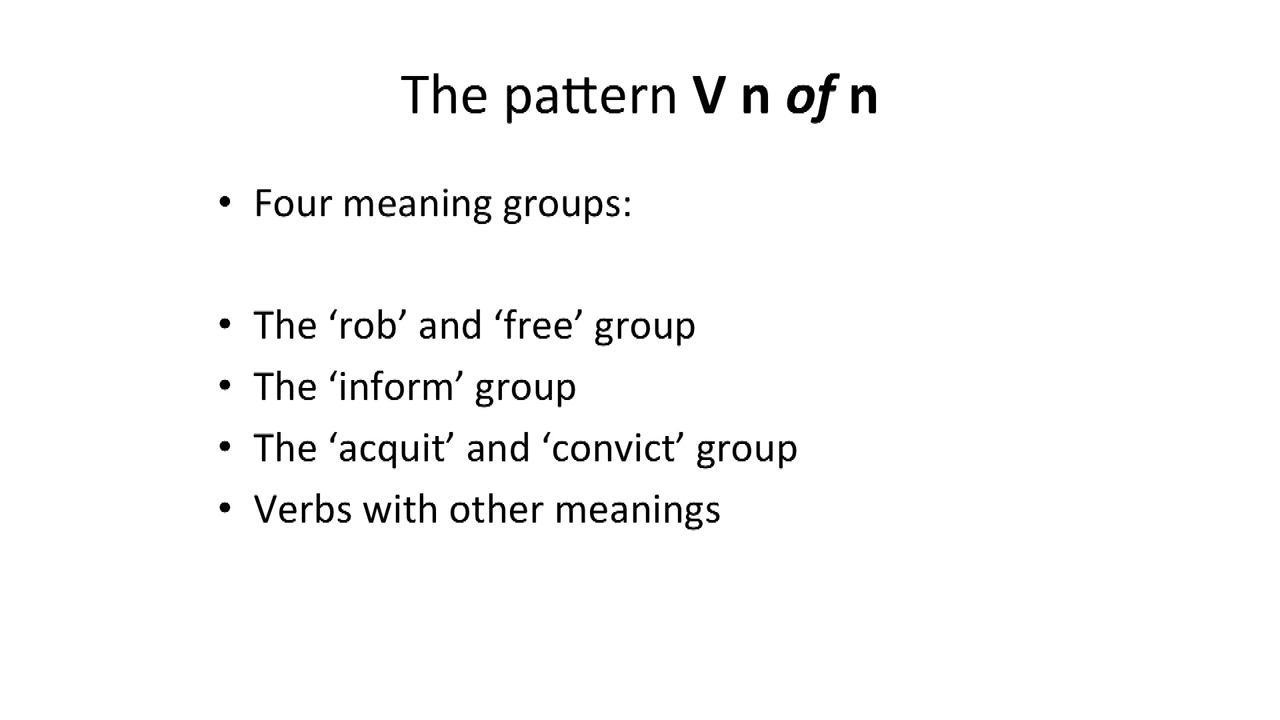 The pattern V n of n
• Four meaning groups:
• The ‘rob’ and ‘free’ group
• The ‘inform’ group
• The ‘acquit’ and ‘convict’ group
• Verbs with other meanings